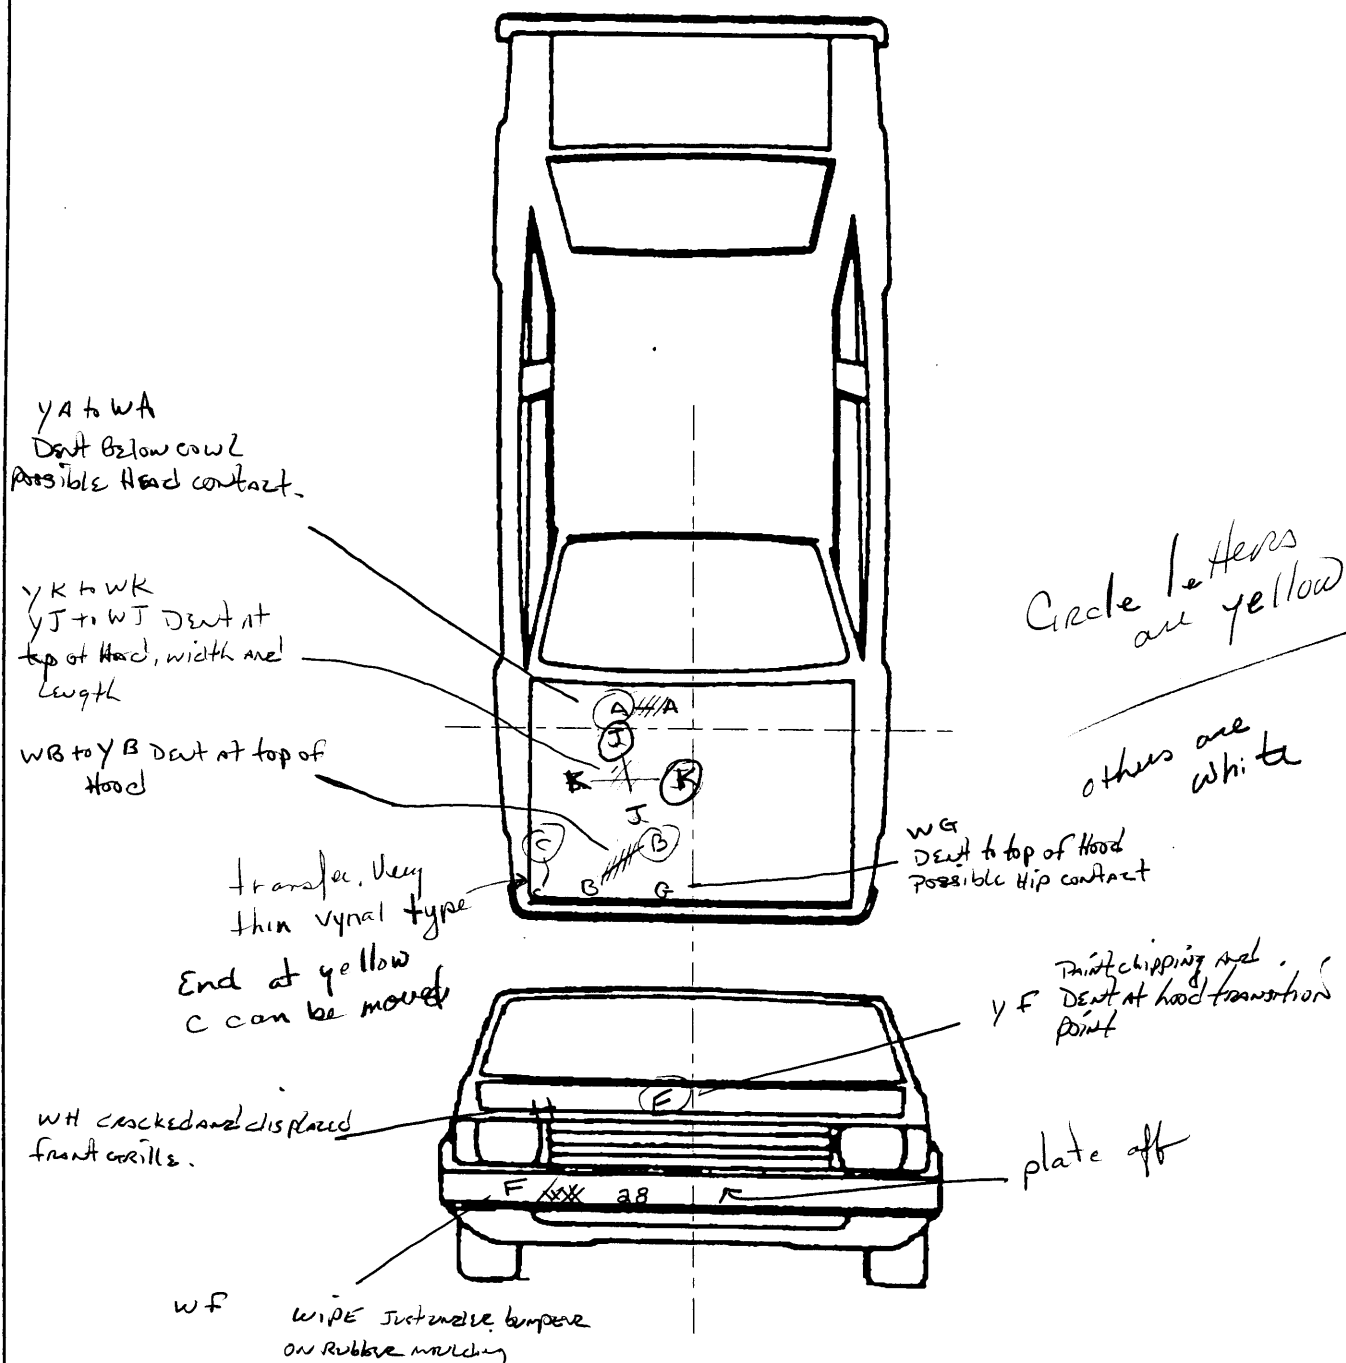 YA to WA
Dent Below cowl
possible Head contact.
YK to WK
YJ to WJ Dent at
top of Hood, width and
Length
WB to YB Dent at top of
Hood
Circle letters
are yellow
others are
white
A A
J
K K
J
C B
C B G
WG
Dent to top of Hood
possible Hip contact
transfer. Very
thin vynal type
End at yellow
C can be moved
Paint chipping and
YF Dent at hood transition
point
F
H
WH cracked and displaced
front grille.
F 28
plate off
WF wipe Just under bumper
on Rubber moulding